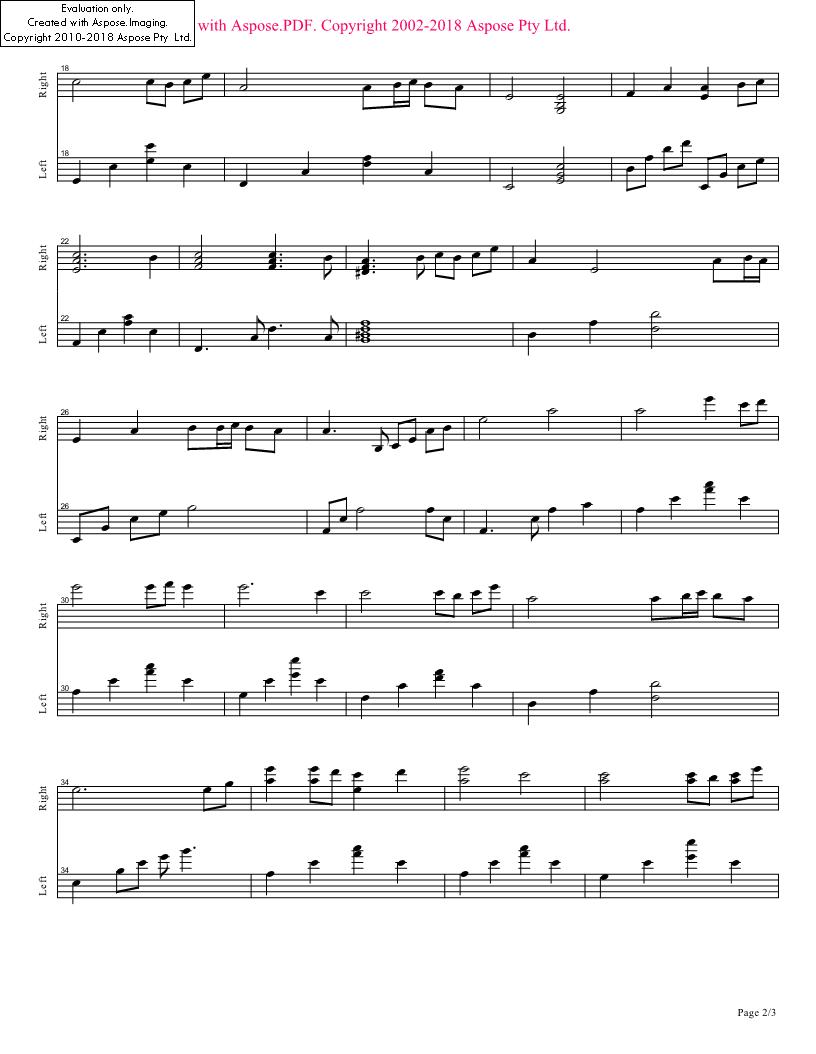 Evaluation only.
Created with Aspose.Imaging.
Copyright 2010-2018 Aspose Pty Ltd.
with Aspose.PDF. Copyright 2002-2018 Aspose Pty Ltd.
Right
18
Left
18
Right
22
Left
22
Right
26
Left
26
Right
30
Left
30
Right
34
Left
34
Page 2/3